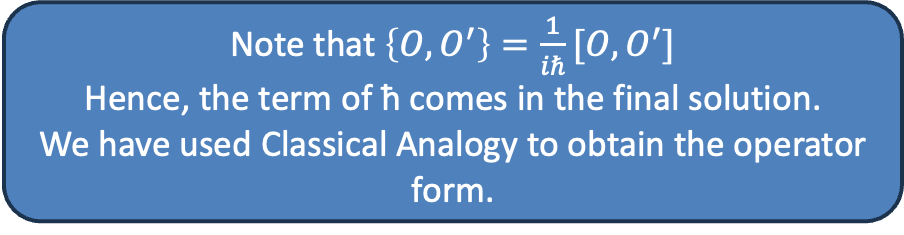 Note that {O, O′} = 1/iħ [O, O′]
Hence, the term of ħ comes in the final solution.
We have used Classical Analogy to obtain the operator
form.